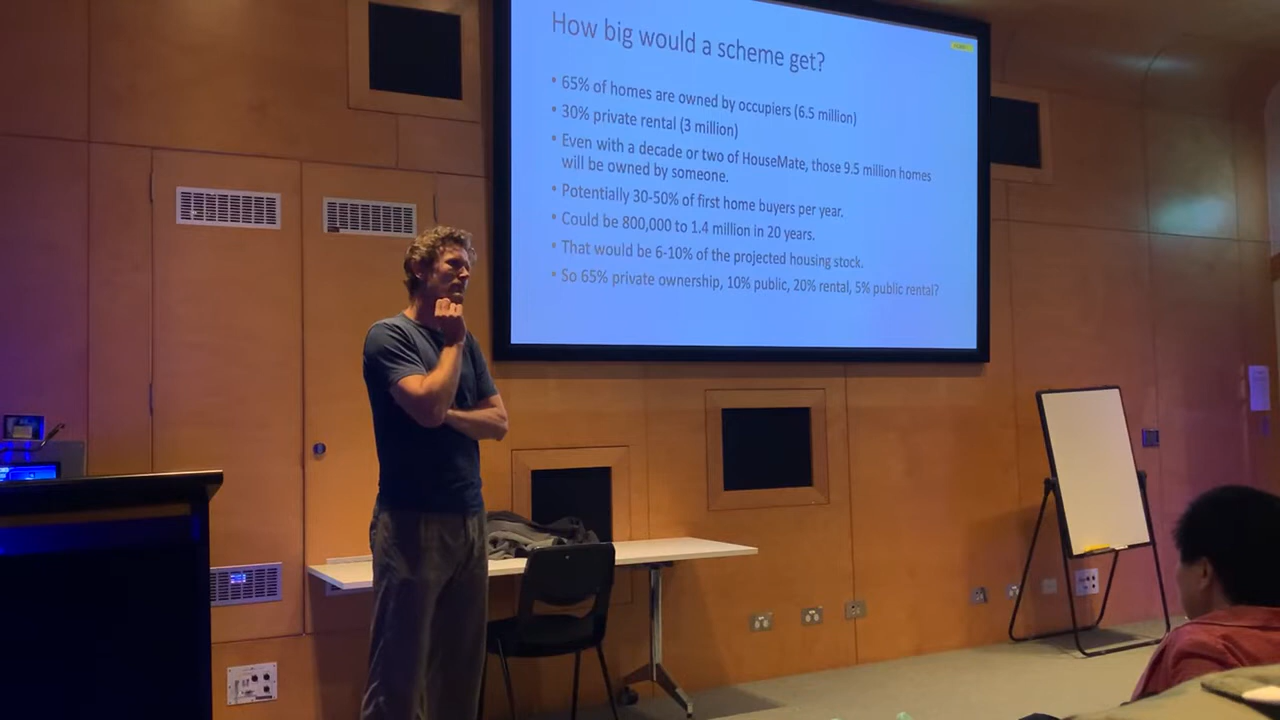 How big would a scheme get?
• 65% of homes are owned by occupiers (6.5 million)
• 30% private rental (3 million)
• Even with a decade or two of HouseMate, those 9.5 million homes
will be owned by someone.
• Potentially 30-50% of first home buyers per year.
• Could be 800,000 to 1.4 million in 20 years.
• That would be 6-10% of the projected housing stock.
• So 65% private ownership, 10% public, 20% rental, 5% public rental?